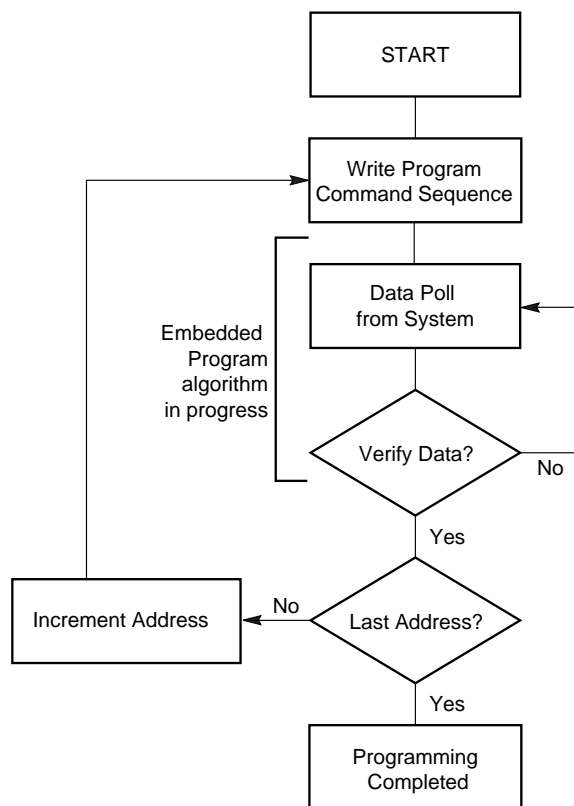 START
Write Program
Command Sequence
Data Poll
from System
Embedded
Program
algorithm
in progress
Verify Data?
No
Yes
Last Address?
No
Increment Address
Yes
Programming
Completed